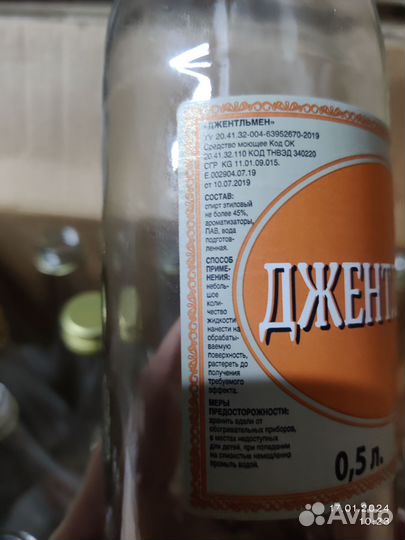 «ДЖЕНТЛЬМЕН»
ТУ 20.41.32-004-63952670-2019
Средство моющее Код ОК
20.41.32.110 КОД ТНВЭД 340220
СГР KG 11.01.09.015.
Е.002904.07.19
от 10.07.2019
СОСТАВ:
спирт этиловый
не более 45%,
ароматизаторы,
ПАВ, вода
подготов-
ленная.
СПОСОБ
ПРИМЕ-
НЕНИЯ:
неболь-
шое
коли-
чество
жидкости
нанести на
обрабаты-
ваемую
поверхность,
растереть до
получения
требуемого
эффекта.
МЕРЫ
ПРЕДОСТОРОЖНОСТИ:
хранить вдали от
обогревательных приборов,
в местах недоступных
для детей, при попадании
на слизистые немедленно
промыть водой.
ДЖЕНТ
0,5 л.
17.01.2024
10:23
Avito